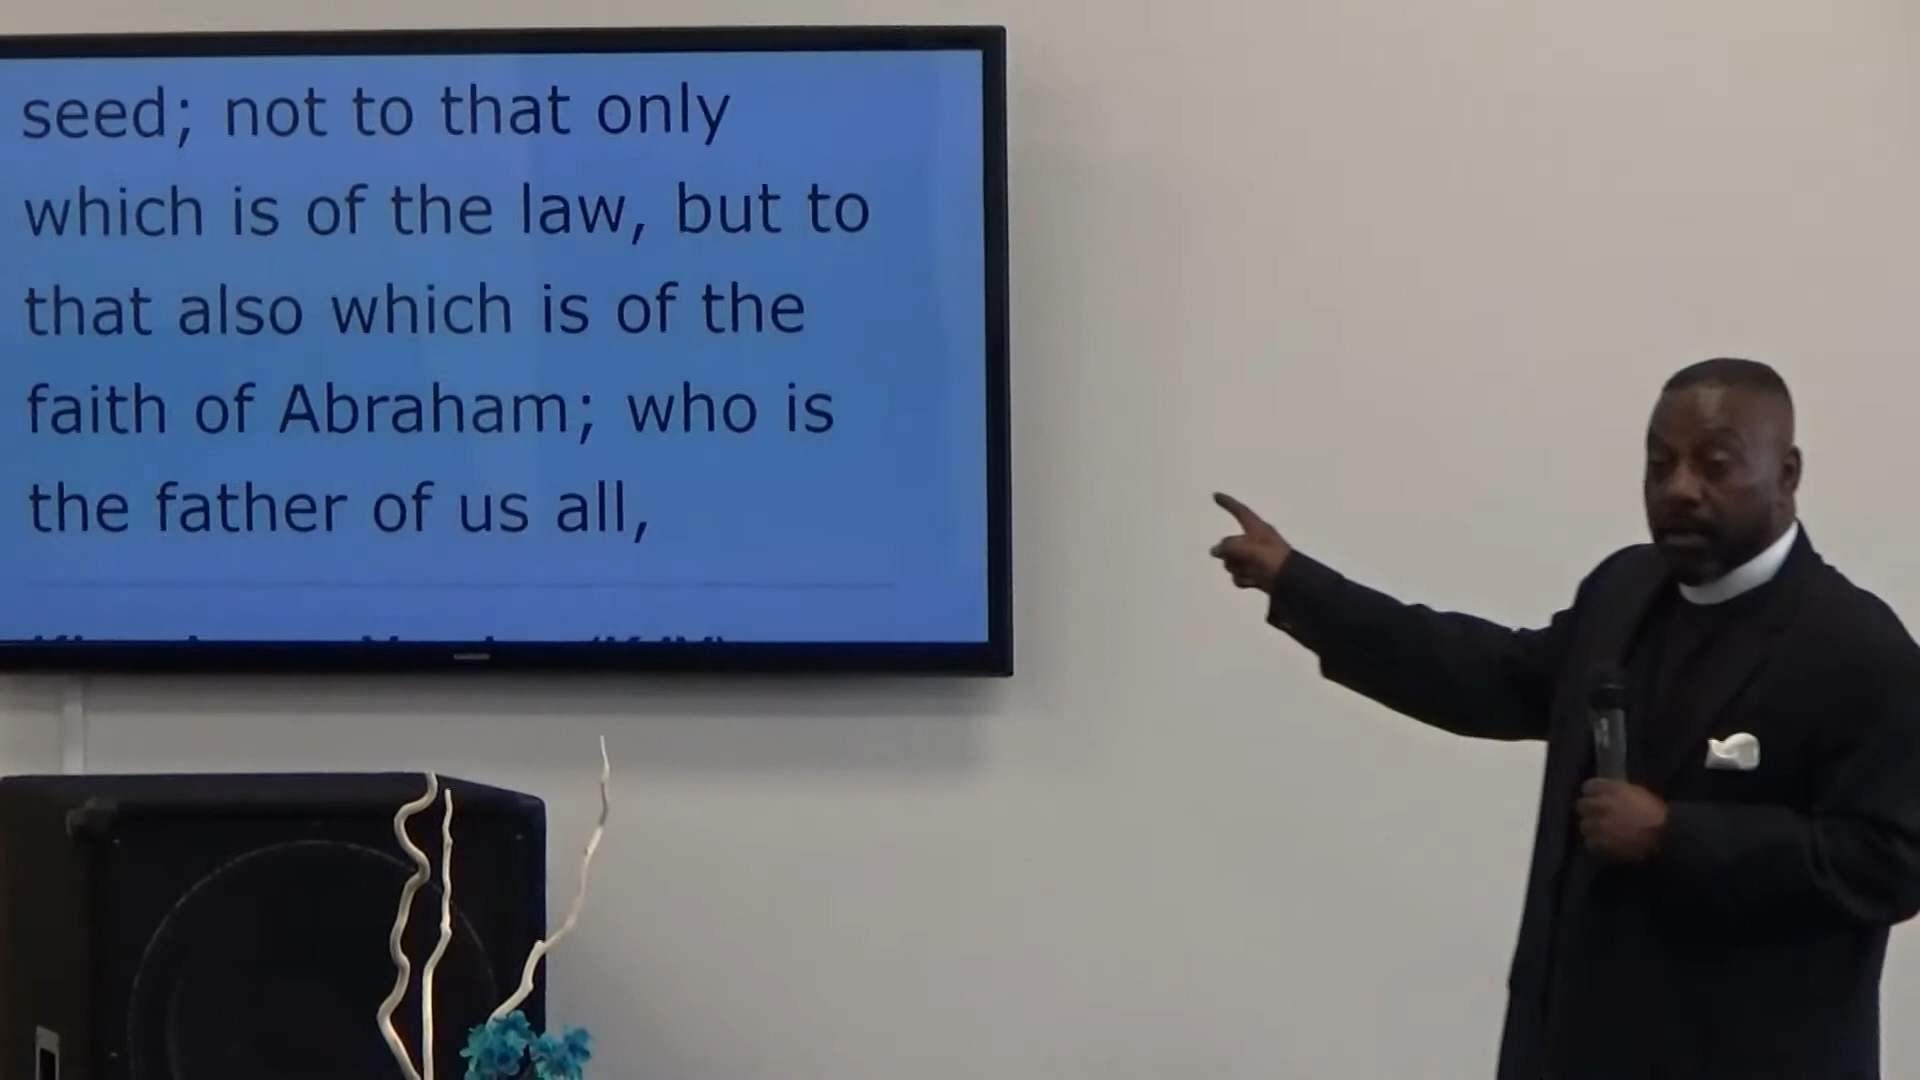 seed; not to that only
which is of the law, but to
that also which is of the
faith of Abraham; who is
the father of us all,